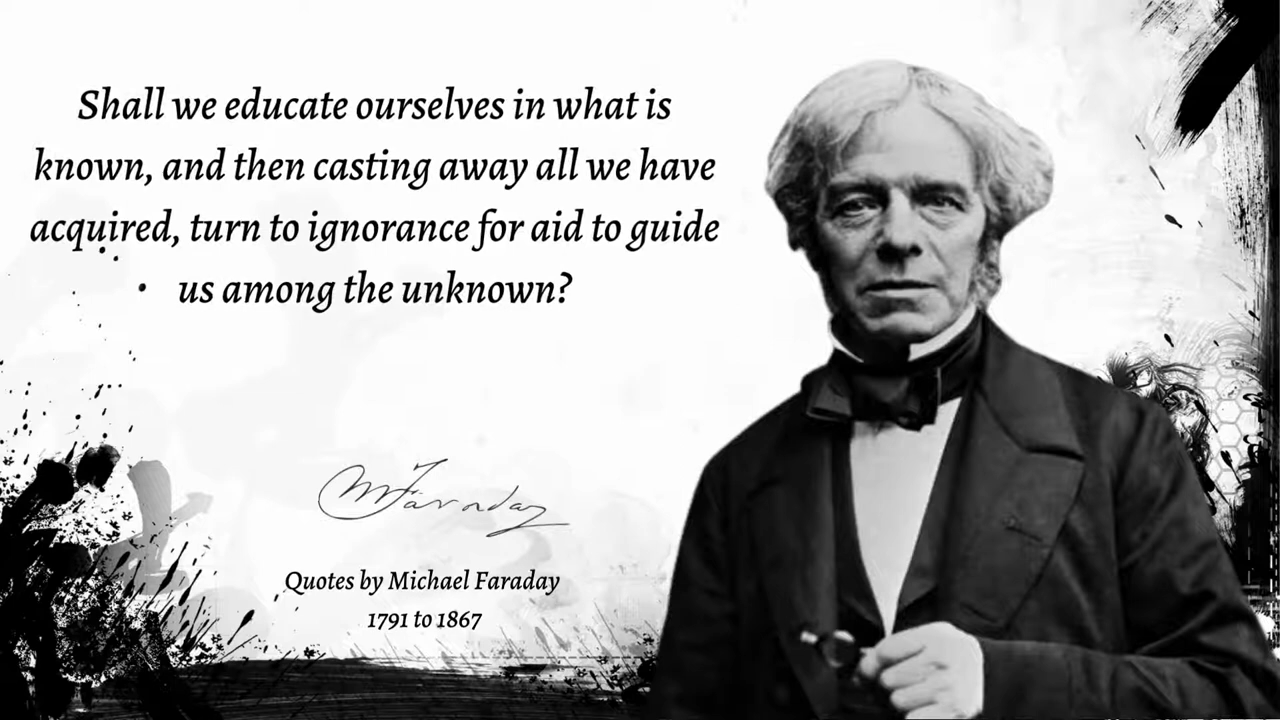 Shall we educate ourselves in what is
known, and then casting away all we have
acquired, turn to ignorance for aid to guide
us among the unknown?
MFaraday
Quotes by Michael Faraday
1791 to 1867